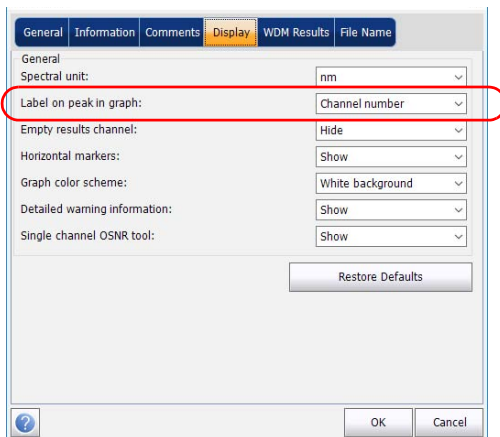 General Information Comments Display WDM Results File Name
General
Spectral unit: nm
Label on peak in graph: Channel number
Empty results channel: Hide
Horizontal markers: Show
Graph color scheme: White background
Detailed warning information: Show
Single channel OSNR tool: Show
Restore Defaults
? OK Cancel